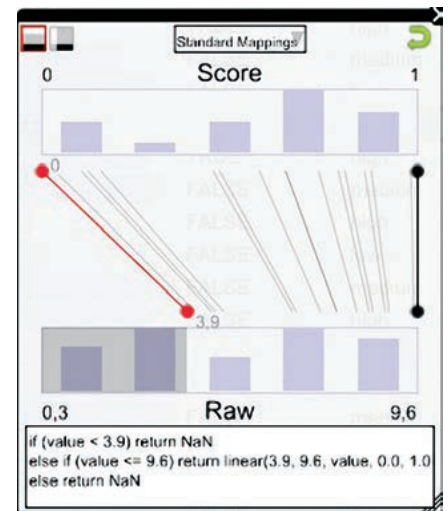 Standard Mappings
0 Score 1
0
3.9
0,3 Raw 9,6
if (value < 3.9) return NaN
else if (value <= 9.6) return linear(3.9, 9.6, value, 0.0, 1.0
else return NaN